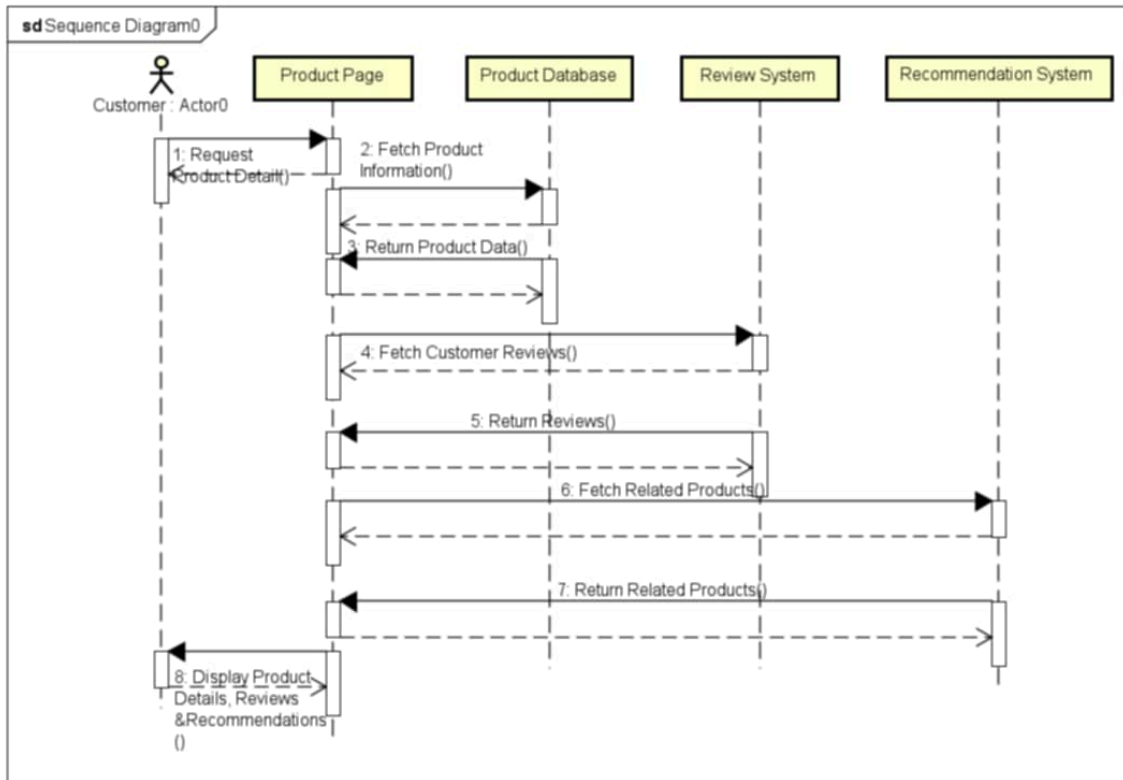 sd Sequence Diagram0
Product Page
Product Database
Review System
Recommendation System
Customer : Actor0
1: Request
Product Detail()
2: Fetch Product
Information()
3: Return Product Data()
4: Fetch Customer Reviews()
5: Return Reviews()
6: Fetch Related Products()
7: Return Related Products()
8: Display Product
Details, Reviews
&Recommendations
()